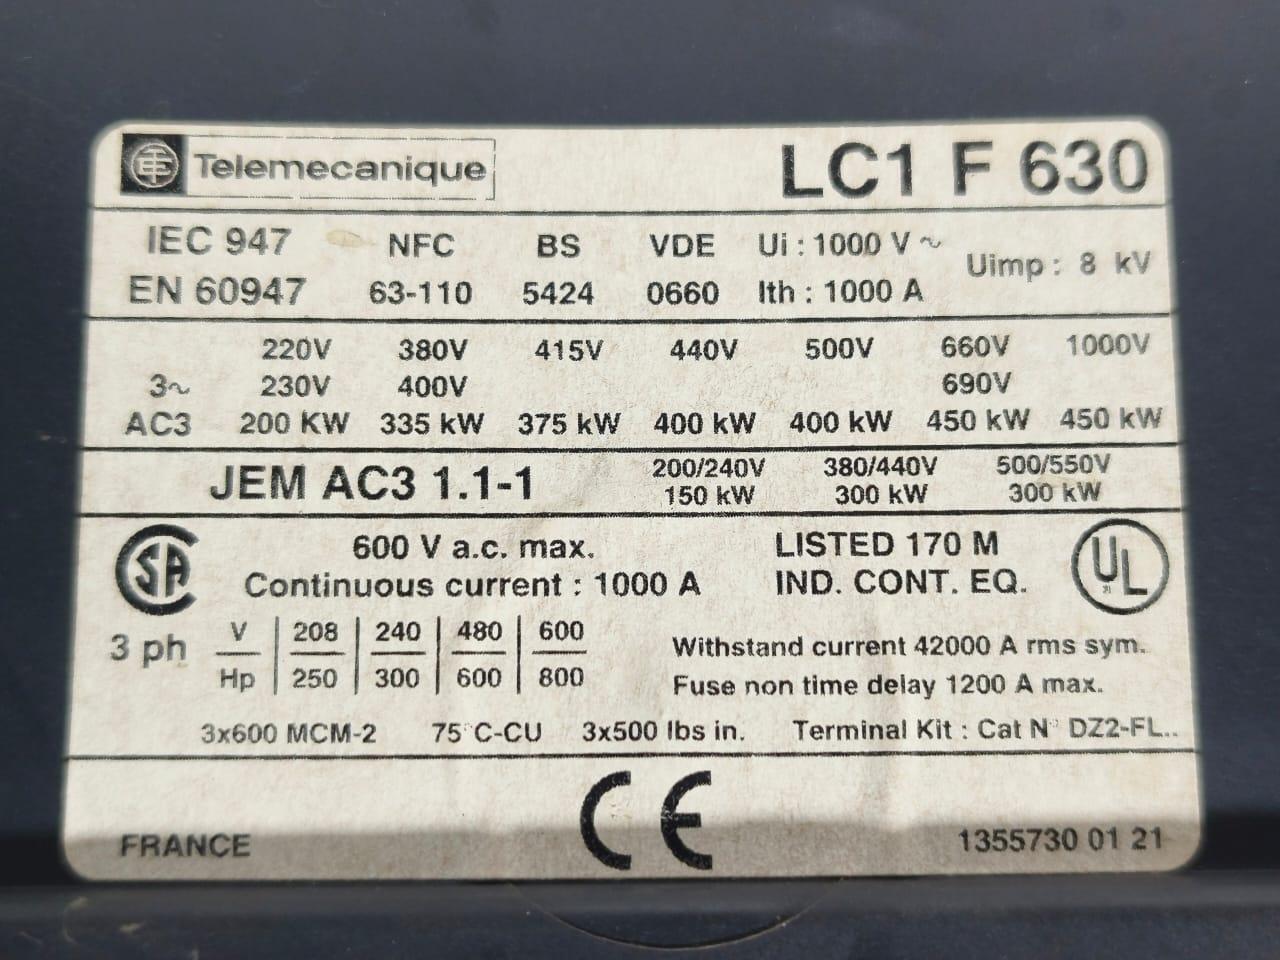 Telemecanique LC1 F 630
IEC 947 NFC BS VDE Ui : 1000 V ~ Uimp : 8 kV
EN 60947 63-110 5424 0660 Ith : 1000 A
220V 380V 415V 440V 500V 660V 1000V
3~ 230V 400V 690V
AC3 200 KW 335 kW 375 kW 400 kW 400 kW 450 kW 450 kW
JEM AC3 1.1-1 200/240V 380/440V 500/550V
150 kW 300 kW 300 kW
SA 600 V a.c. max. LISTED 170 M UL
Continuous current : 1000 A IND. CONT. EQ.
3 ph V 208 240 480 600 Withstand current 42000 A rms sym.
Hp 250 300 600 800 Fuse non time delay 1200 A max.
3x600 MCM-2 75°C-CU 3x500 lbs in. Terminal Kit : Cat N° DZ2-FL..
CE
FRANCE 1355730 01 21